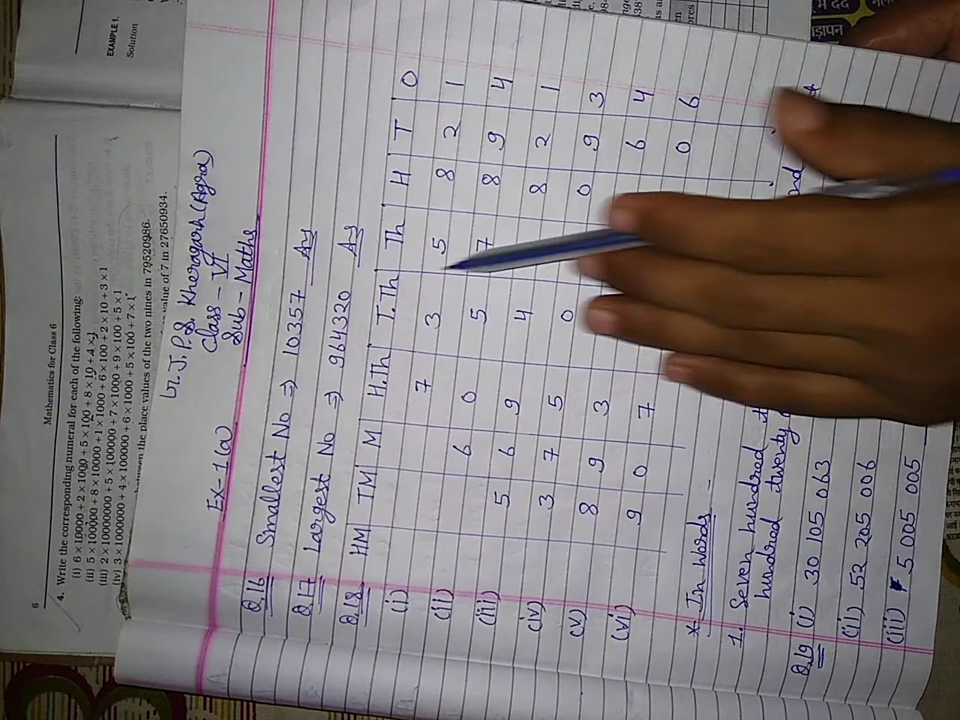 6 Mathematics for Class 6
4. Write the corresponding numeral for each of the following:
(i) 6 × 10000 + 2 × 1000 + 5 × 100 + 8 × 10 + 4 × 1
(ii) 5 × 100000 + 8 × 10000 + 1 × 1000 + 6 × 100 + 2 × 10 + 3 × 1
(iii) 2 × 10000000 + 5 × 100000 + 7 × 1000 + 9 × 100 + 5 × 1
(iv) 3 × 1000000 + 4 × 100000 + 6 × 1000 + 5 × 100 + 7 × 1
between the place values of the two nines in 79520986.
value of 7 in 27650934.
EXAMPLE 1.
Solution
J.P.S. Kheragarh (Agra)
Class - VI
Ex-1(a) Sub - Maths
Q.16 Smallest No ⇒ 10357 Ans
Q.17 Largest No ⇒ 964320 Ans
Q.18 HM TM M H.Th T.Th Th H T O
(i) 7 3 5 8 2 1
(ii) 6 0 5 7 8 9 4
(iii) 5 6 9 4 8 2 1
(iv) 3 7 5 0 0 9 3
(v) 8 9 3 6 4
(vi) 9 0 7 0 6
* In Words -
1. Seven hundred
hundred twenty
Q.19 (i) 30 105 063
(ii) 52 205 006
(iii) 5 005 005